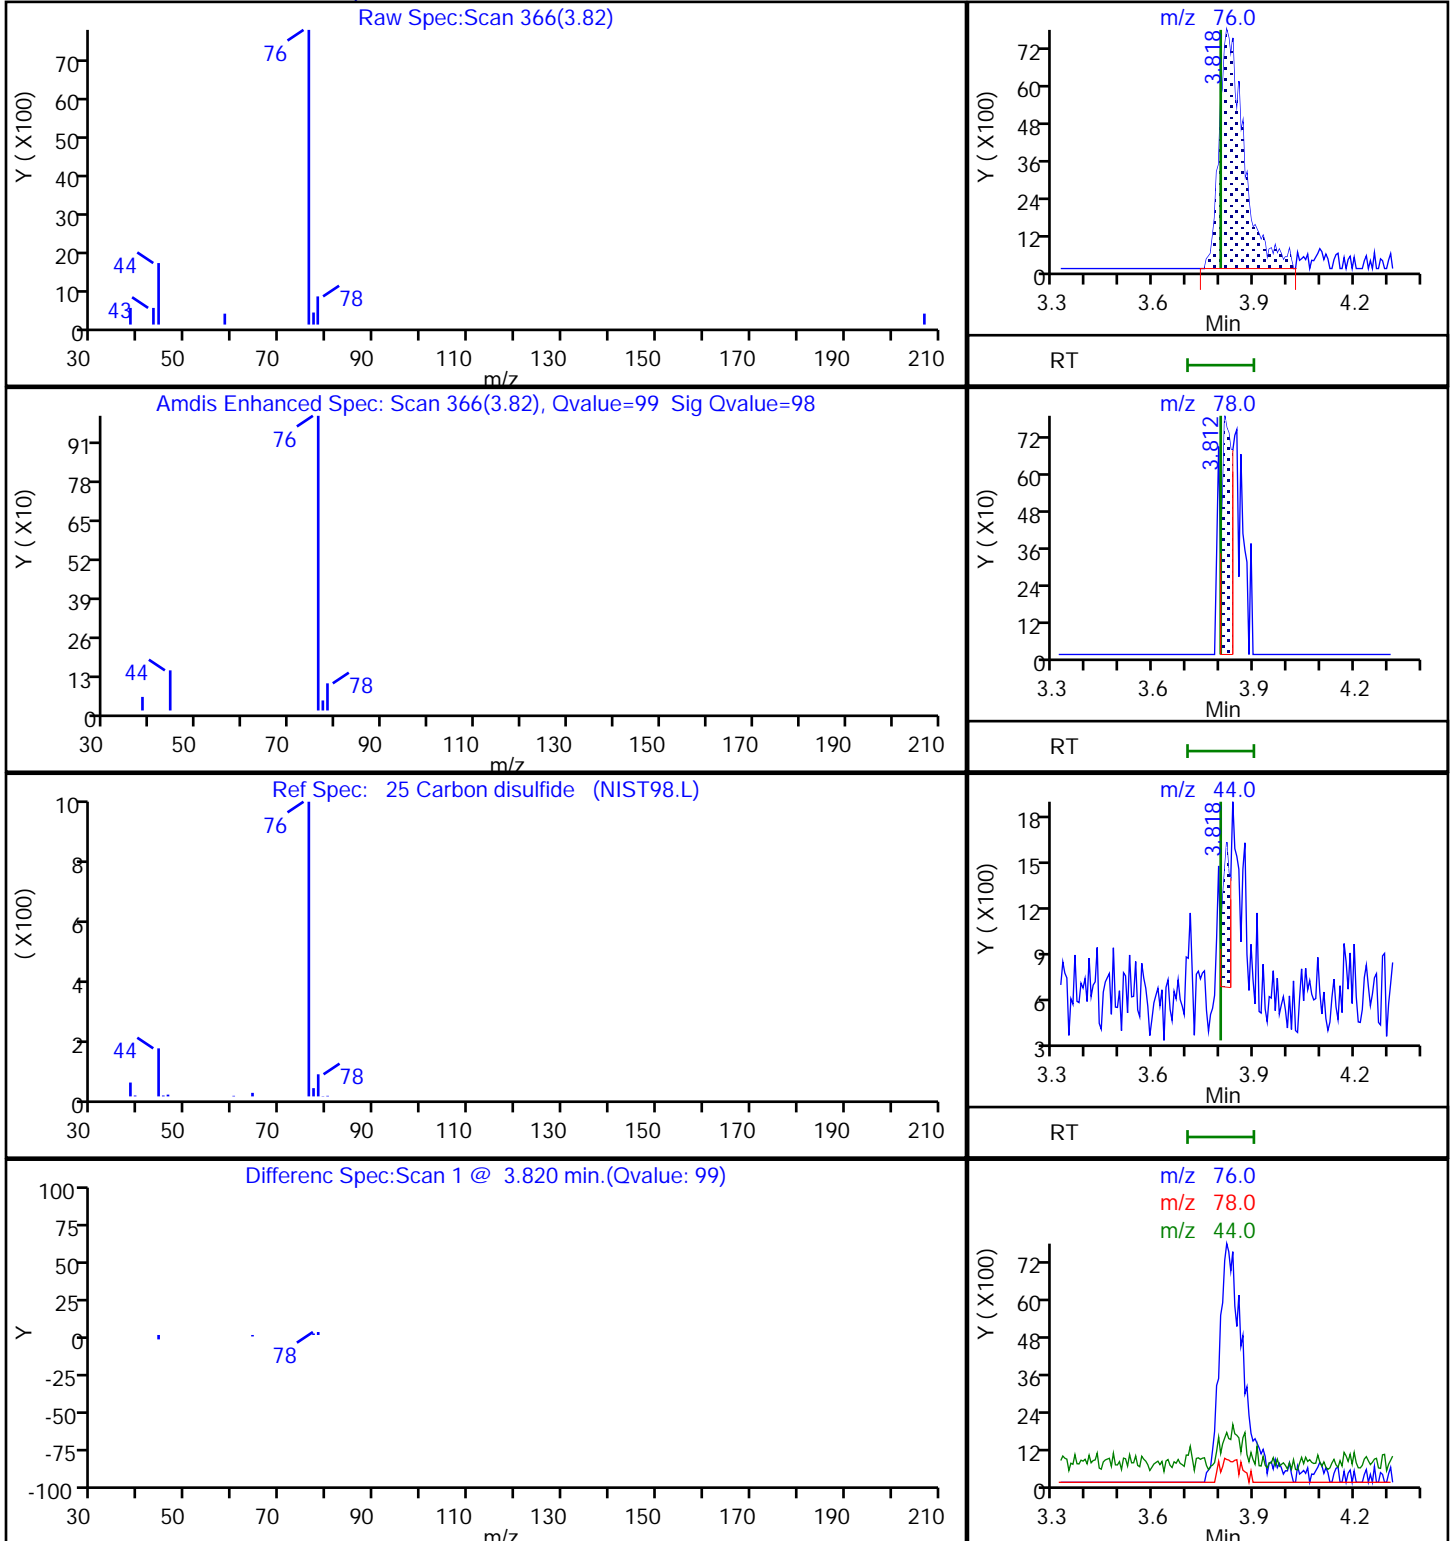 Raw Spec:Scan 366(3.82)
Y ( X100)
70
60
50
40
30
20
10
0
76
44
43
78
30 50 70 90 110 130 150 170 190 210
m/z
m/z 76.0
3.818
Y ( X100)
72
60
48
36
24
12
0
3.3 3.6 3.9 4.2
Min
RT
Amdis Enhanced Spec: Scan 366(3.82), Qvalue=99 Sig Qvalue=98
Y ( X10)
91
78
65
52
39
26
13
0
76
44
78
30 50 70 90 110 130 150 170 190 210
m/z
m/z 78.0
3.812
Y ( X10)
72
60
48
36
24
12
0
3.3 3.6 3.9 4.2
Min
RT
Ref Spec: 25 Carbon disulfide (NIST98.L)
( X100)
10
8
6
4
2
0
76
44
78
30 50 70 90 110 130 150 170 190 210
m/z 44.0
3.818
Y ( X100)
18
15
12
9
6
3
3.3 3.6 3.9 4.2
Min
RT
Differenc Spec:Scan 1 @ 3.820 min.(Qvalue: 99)
Y
100
75
50
25
0
-25
-50
-75
-100
78
30 50 70 90 110 130 150 170 190 210
m/z
m/z 76.0
m/z 78.0
m/z 44.0
Y ( X100)
72
60
48
36
24
12
0
3.3 3.6 3.9 4.2
Min